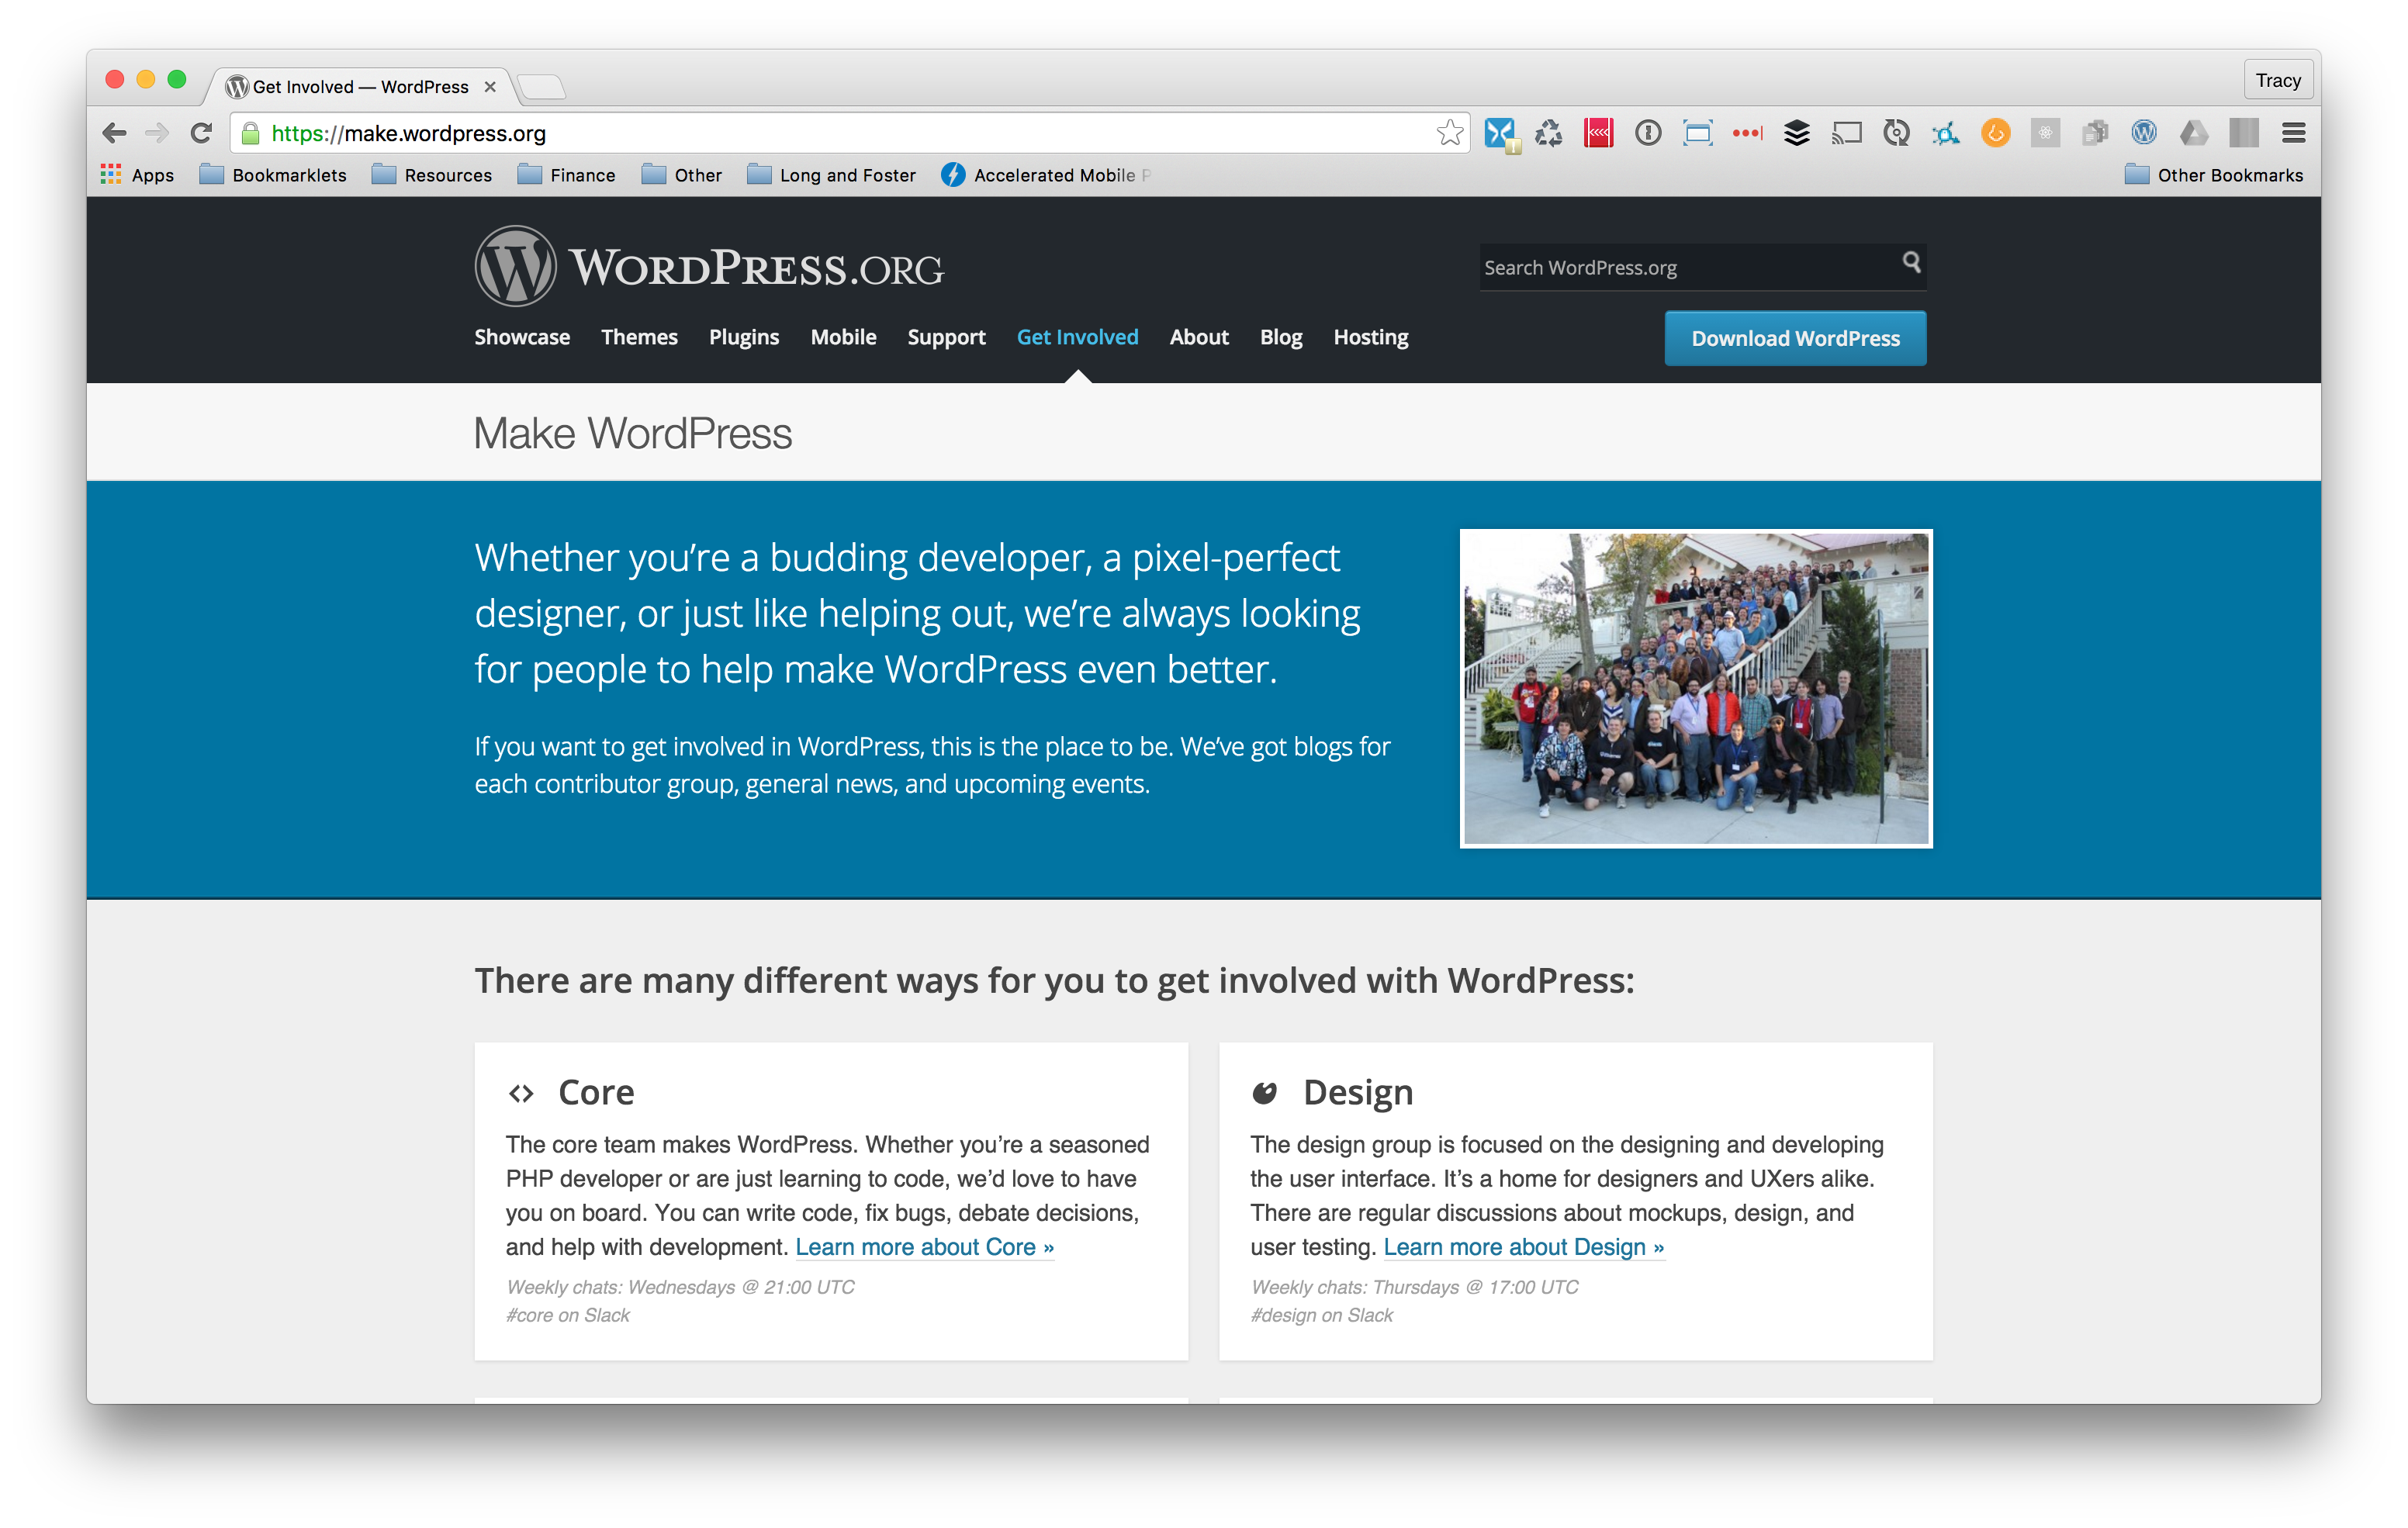 Get Involved — WordPress
Tracy
https://make.wordpress.org
Apps
Bookmarklets
Resources
Finance
Other
Long and Foster
Accelerated Mobile P
Other Bookmarks
WORDPRESS.ORG
Search WordPress.org
Showcase Themes Plugins Mobile Support Get Involved About Blog Hosting
Download WordPress
Make WordPress
Whether you’re a budding developer, a pixel-perfect
designer, or just like helping out, we’re always looking
for people to help make WordPress even better.
If you want to get involved in WordPress, this is the place to be. We’ve got blogs for
each contributor group, general news, and upcoming events.
There are many different ways for you to get involved with WordPress:
Core
The core team makes WordPress. Whether you’re a seasoned
PHP developer or are just learning to code, we’d love to have
you on board. You can write code, fix bugs, debate decisions,
and help with development. Learn more about Core »
Weekly chats: Wednesdays @ 21:00 UTC
#core on Slack
Design
The design group is focused on the designing and developing
the user interface. It’s a home for designers and UXers alike.
There are regular discussions about mockups, design, and
user testing. Learn more about Design »
Weekly chats: Thursdays @ 17:00 UTC
#design on Slack